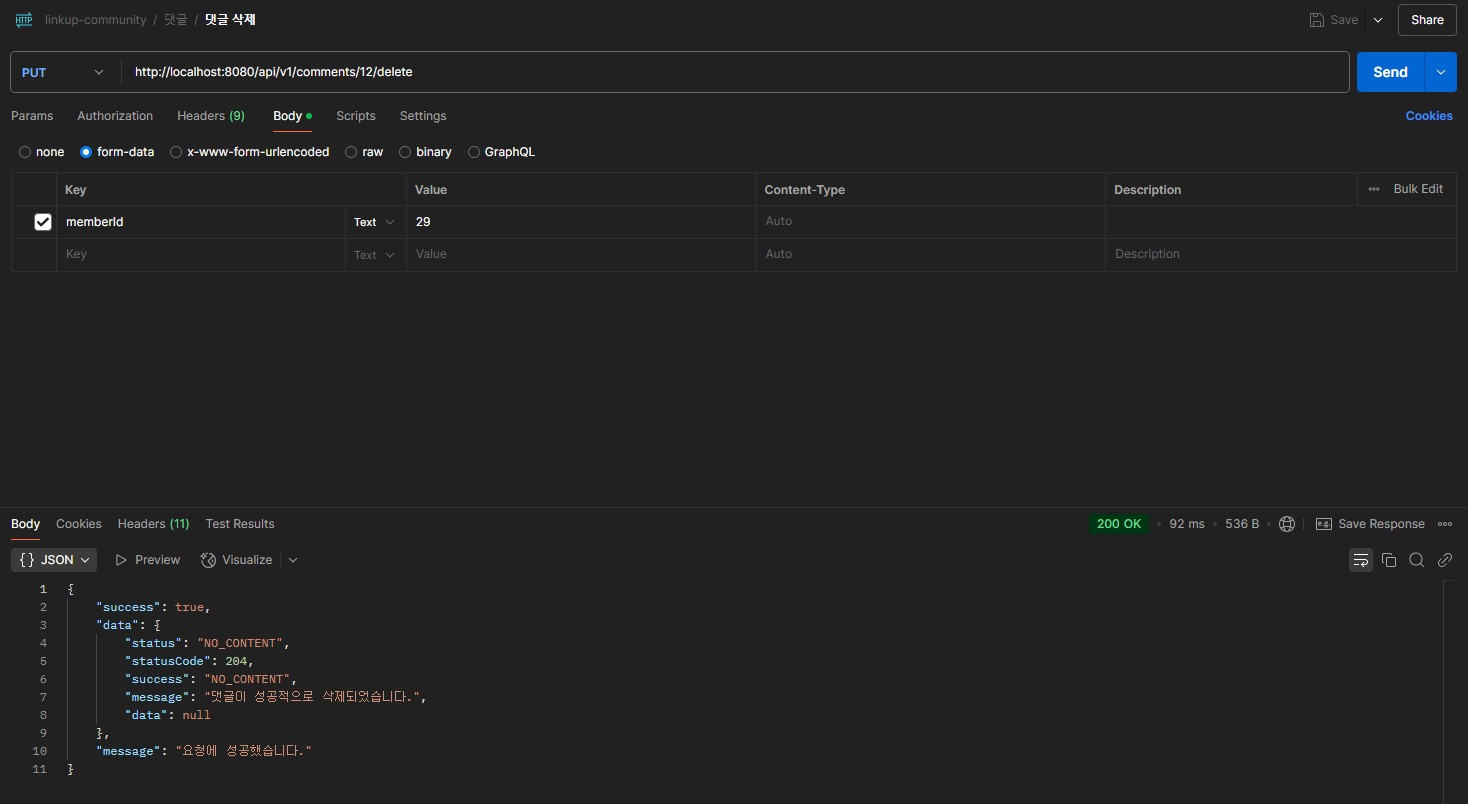 HTTP linkup-community / 댓글 / 댓글 삭제 Save Share
PUT http://localhost:8080/api/v1/comments/12/delete Send
Params Authorization Headers (9) Body Scripts Settings Cookies
none form-data x-www-form-urlencoded raw binary GraphQL
Key Value Content-Type Description Bulk Edit
memberId Text 29 Auto
Key Text Value Auto Description
Body Cookies Headers (11) Test Results 200 OK 92 ms 536 B e.g. Save Response
{} JSON Preview Visualize
1 {
2 "success": true,
3 "data": {
4 "status": "NO_CONTENT",
5 "statusCode": 204,
6 "success": "NO_CONTENT",
7 "message": "댓글이 성공적으로 삭제되었습니다.",
8 "data": null
9 },
10 "message": "요청에 성공했습니다."
11 }